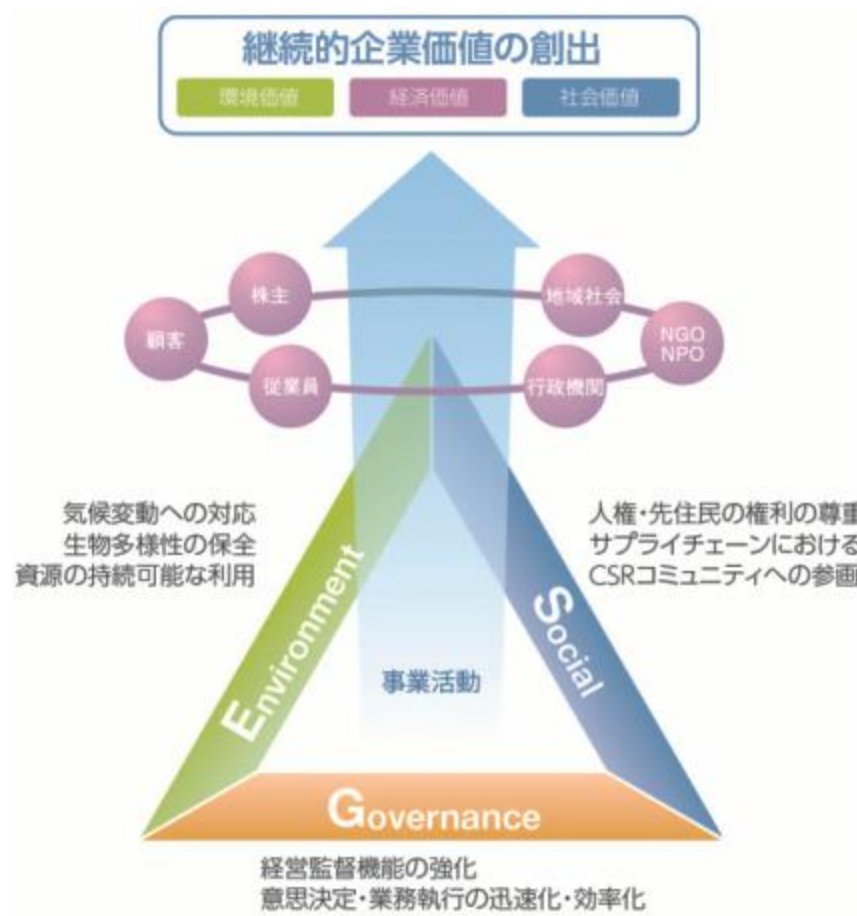 継続的企業価値の創出
環境価値
経済価値
社会価値
株主
地域社会
顧客
NGO
NPO
従業員
行政機関
気候変動への対応
生物多様性の保全
資源の持続可能な利用
人権・先住民の権利の尊重
サプライチェーンにおける
CSRコミュニティへの参画
Environment
Social
事業活動
Governance
経営監督機能の強化
意思決定・業務執行の迅速化・効率化